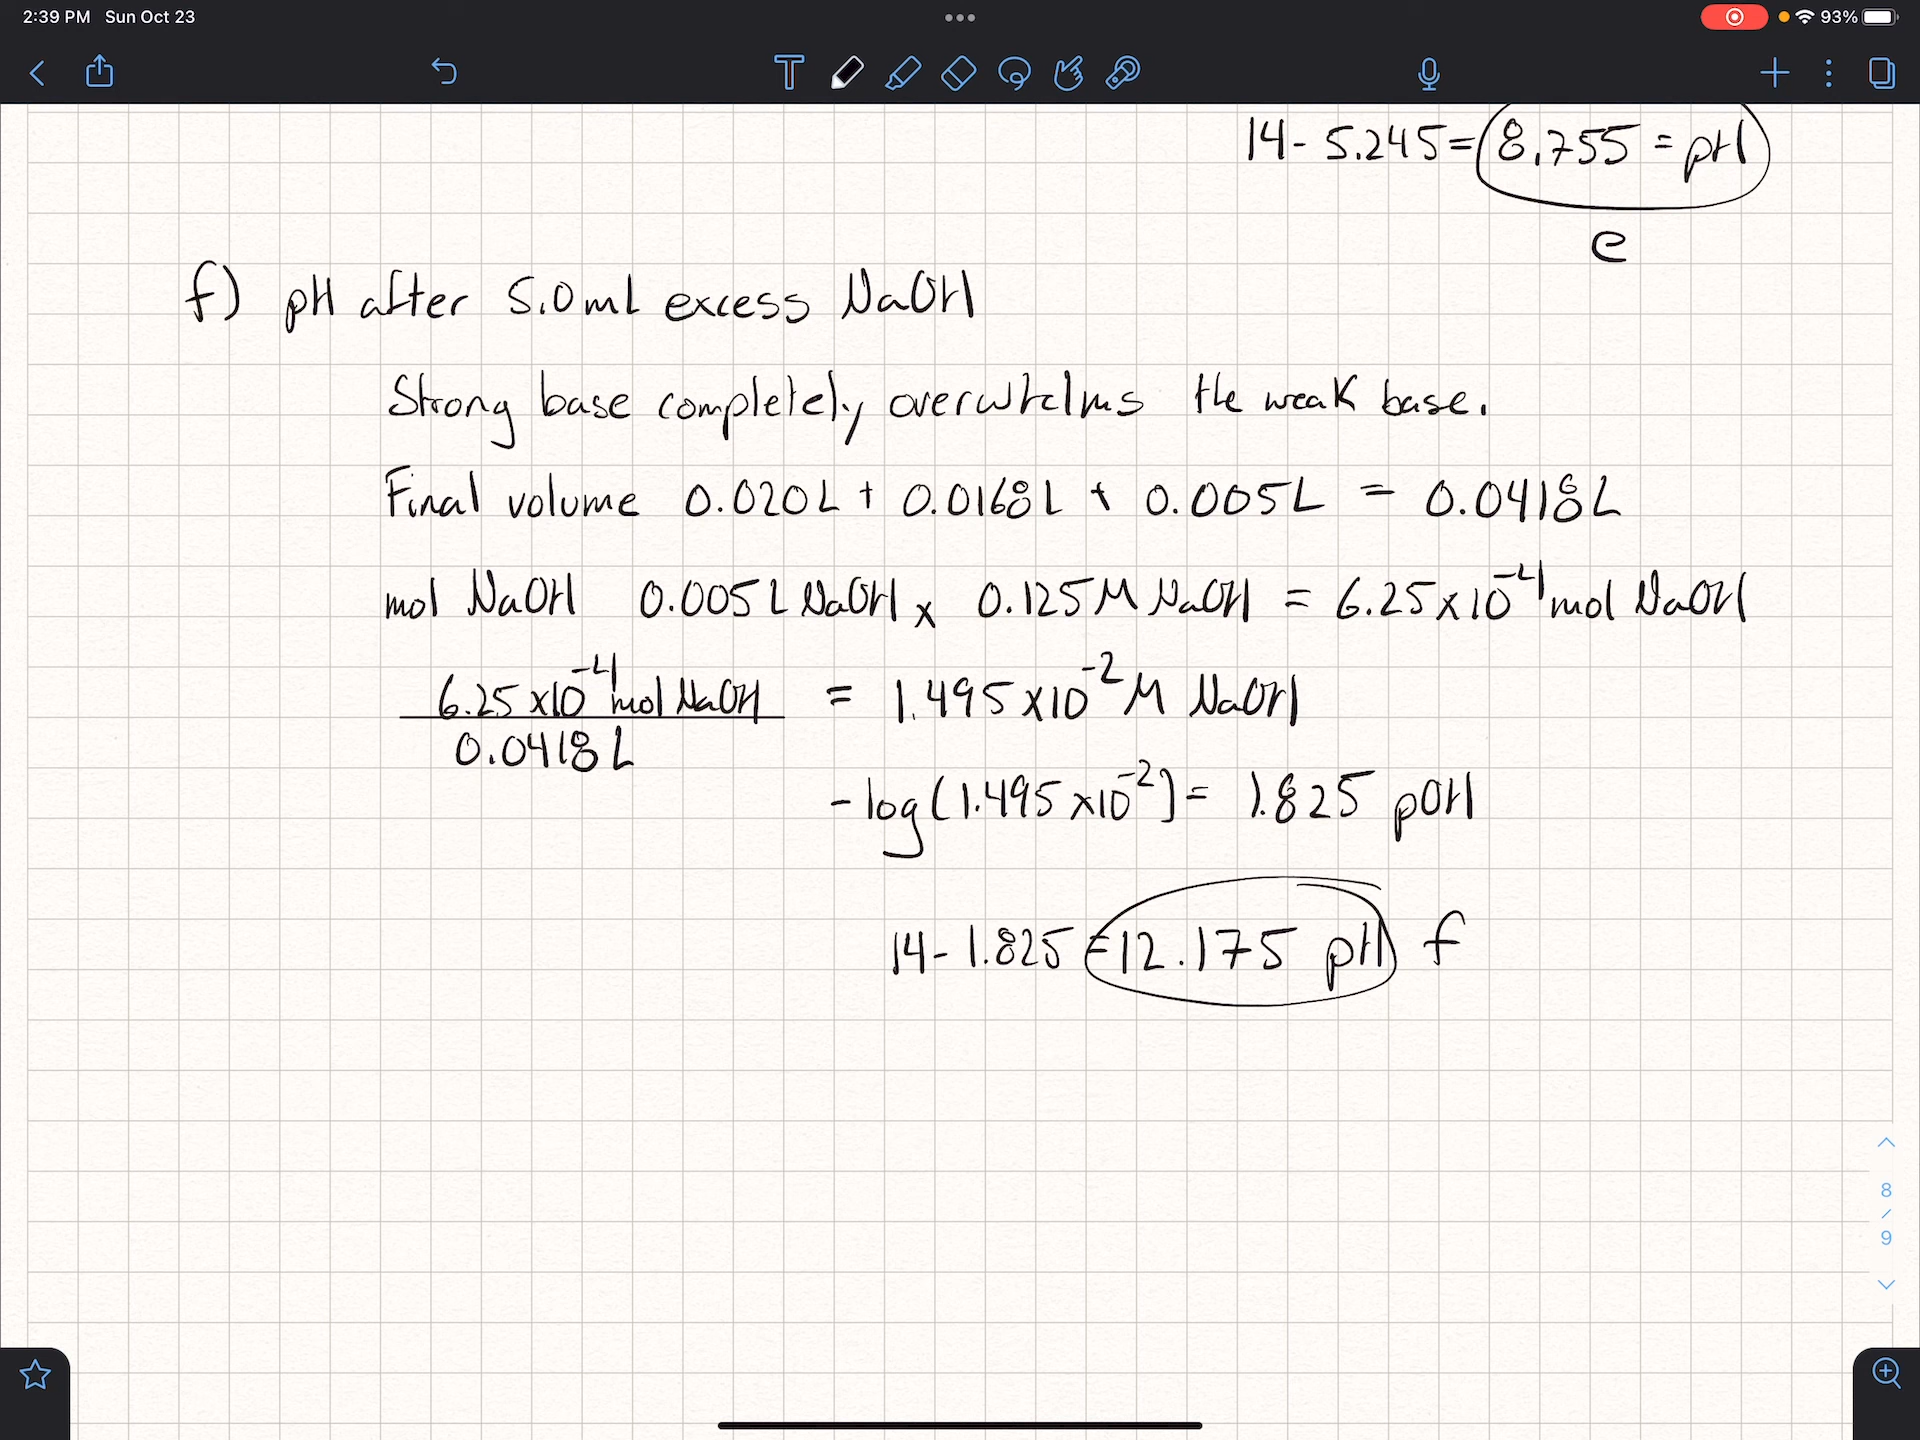 2:39 PM Sun Oct 23
93%
14 - 5.245 = 8.755 = pH
e
f) pH after 5.0 ml excess NaOH
Strong base completely overwhelms the weak base.
Final volume 0.020L + 0.0168L + 0.005L = 0.0418L
mol NaOH 0.005L NaOH x 0.125M NaOH = 6.25x10⁻⁴ mol NaOH
6.25x10⁻⁴ mol NaOH = 1.495x10⁻² M NaOH
0.0418L
-log(1.495x10⁻²) = 1.825 pOH
14 - 1.825 = 12.175 pH f
8
/
9